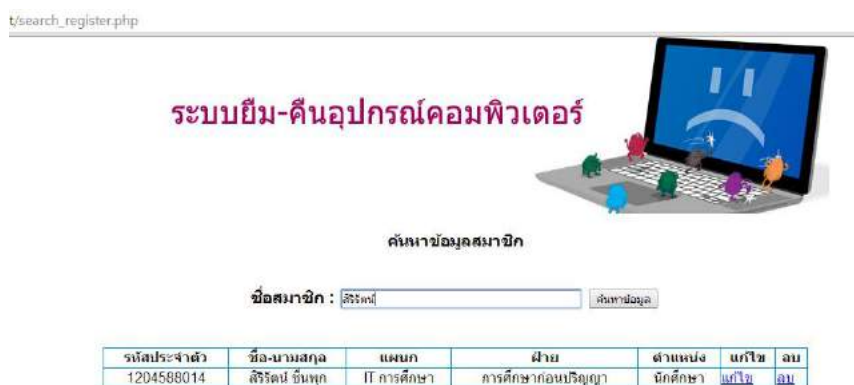 t/search_register.php
ระบบยืม-คืนอุปกรณ์คอมพิวเตอร์
ค้นหาข้อมูลสมาชิก
ชื่อสมาชิก : สิริรัตน์ ค้นหาข้อมูล
รหัสประจำตัว ชื่อ-นามสกุล แผนก ฝ่าย ตำแหน่ง แก้ไข ลบ
1204588014 สิริรัตน์ ชื่นพุก IT การศึกษา การศึกษาก่อนปริญญา นักศึกษา แก้ไข ลบ